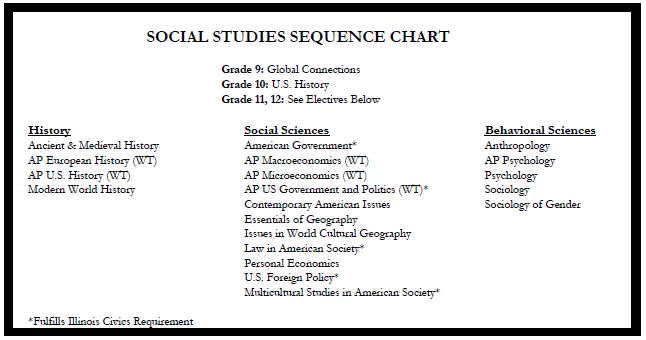 SOCIAL STUDIES SEQUENCE CHART
Grade 9: Global Connections
Grade 10: U.S. History
Grade 11, 12: See Electives Below
History
Ancient & Medieval History
AP European History (WT)
AP U.S. History (WT)
Modern World History
Social Sciences
American Government*
AP Macroeconomics (WT)
AP Microeconomics (WT)
AP US Government and Politics (WT)*
Contemporary American Issues
Essentials of Geography
Issues in World Cultural Geography
Law in American Society*
Personal Economics
U.S. Foreign Policy*
Multicultural Studies in American Society*
Behavioral Sciences
Anthropology
AP Psychology
Psychology
Sociology
Sociology of Gender
*Fulfills Illinois Civics Requirement